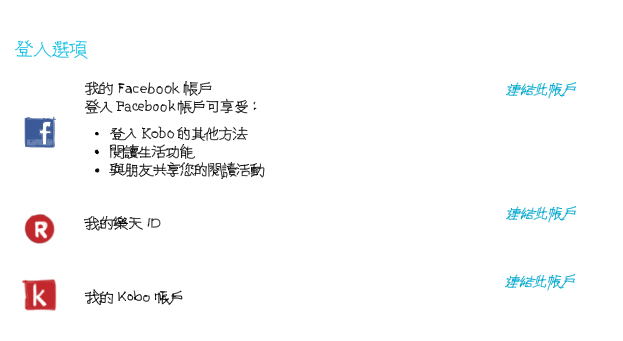 登入選項
我的 Facebook 帳戶
連結此帳戶
登入 Facebook 帳戶可享受：
• 登入 Kobo 的其他方法
• 閱讀生活功能
• 與朋友共享您的閱讀活動
我的樂天 ID
連結此帳戶
我的 Kobo 帳戶
連結此帳戶